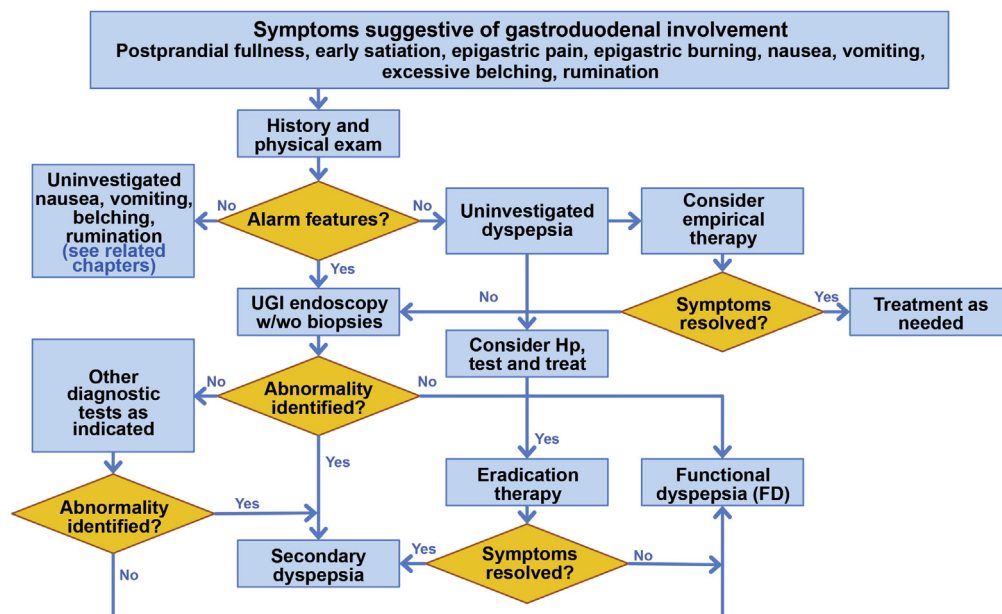 Symptoms suggestive of gastroduodenal involvement
Postprandial fullness, early satiation, epigastric pain, epigastric burning, nausea, vomiting,
excessive belching, rumination
History and
physical exam
Uninvestigated
nausea, vomiting,
belching,
rumination
(see related
chapters)
No
Alarm features?
No
Uninvestigated
dyspepsia
Consider
empirical
therapy
Yes
UGI endoscopy
w/wo biopsies
No
Symptoms
resolved?
Yes
Treatment as
needed
Consider Hp,
test and treat
Other
diagnostic
tests as
indicated
No
Abnormality
identified?
No
Yes
Yes
Eradication
therapy
Functional
dyspepsia (FD)
Abnormality
identified?
Yes
No
Secondary
dyspepsia
Yes
Symptoms
resolved?
No